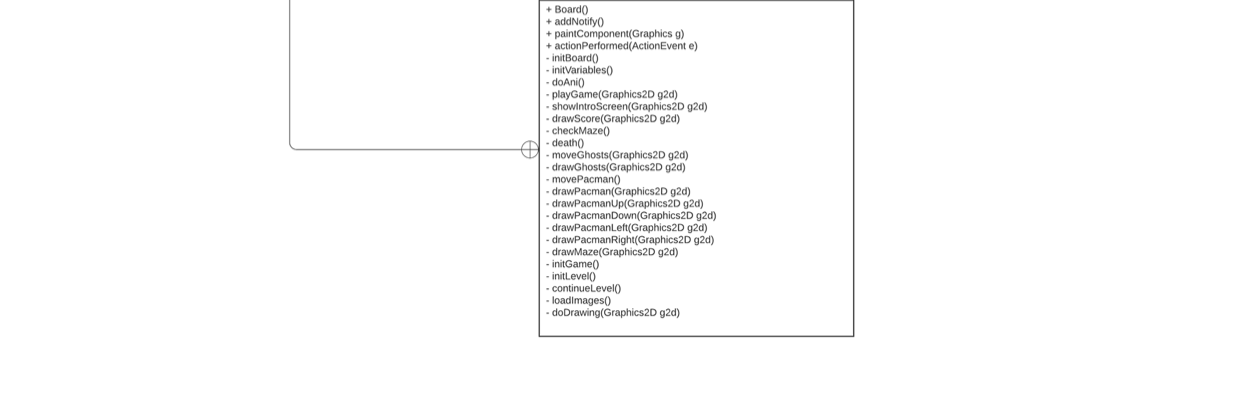 + Board()
+ addNotify()
+ paintComponent(Graphics g)
+ actionPerformed(ActionEvent e)
- initBoard()
- initVariables()
- doAni()
- playGame(Graphics2D g2d)
- showIntroScreen(Graphics2D g2d)
- drawScore(Graphics2D g2d)
- checkMaze()
- death()
- moveGhosts(Graphics2D g2d)
- drawGhosts(Graphics2D g2d)
- movePacman()
- drawPacman(Graphics2D g2d)
- drawPacmanUp(Graphics2D g2d)
- drawPacmanDown(Graphics2D g2d)
- drawPacmanLeft(Graphics2D g2d)
- drawPacmanRight(Graphics2D g2d)
- drawMaze(Graphics2D g2d)
- initGame()
- initLevel()
- continueLevel()
- loadImages()
- doDrawing(Graphics2D g2d)